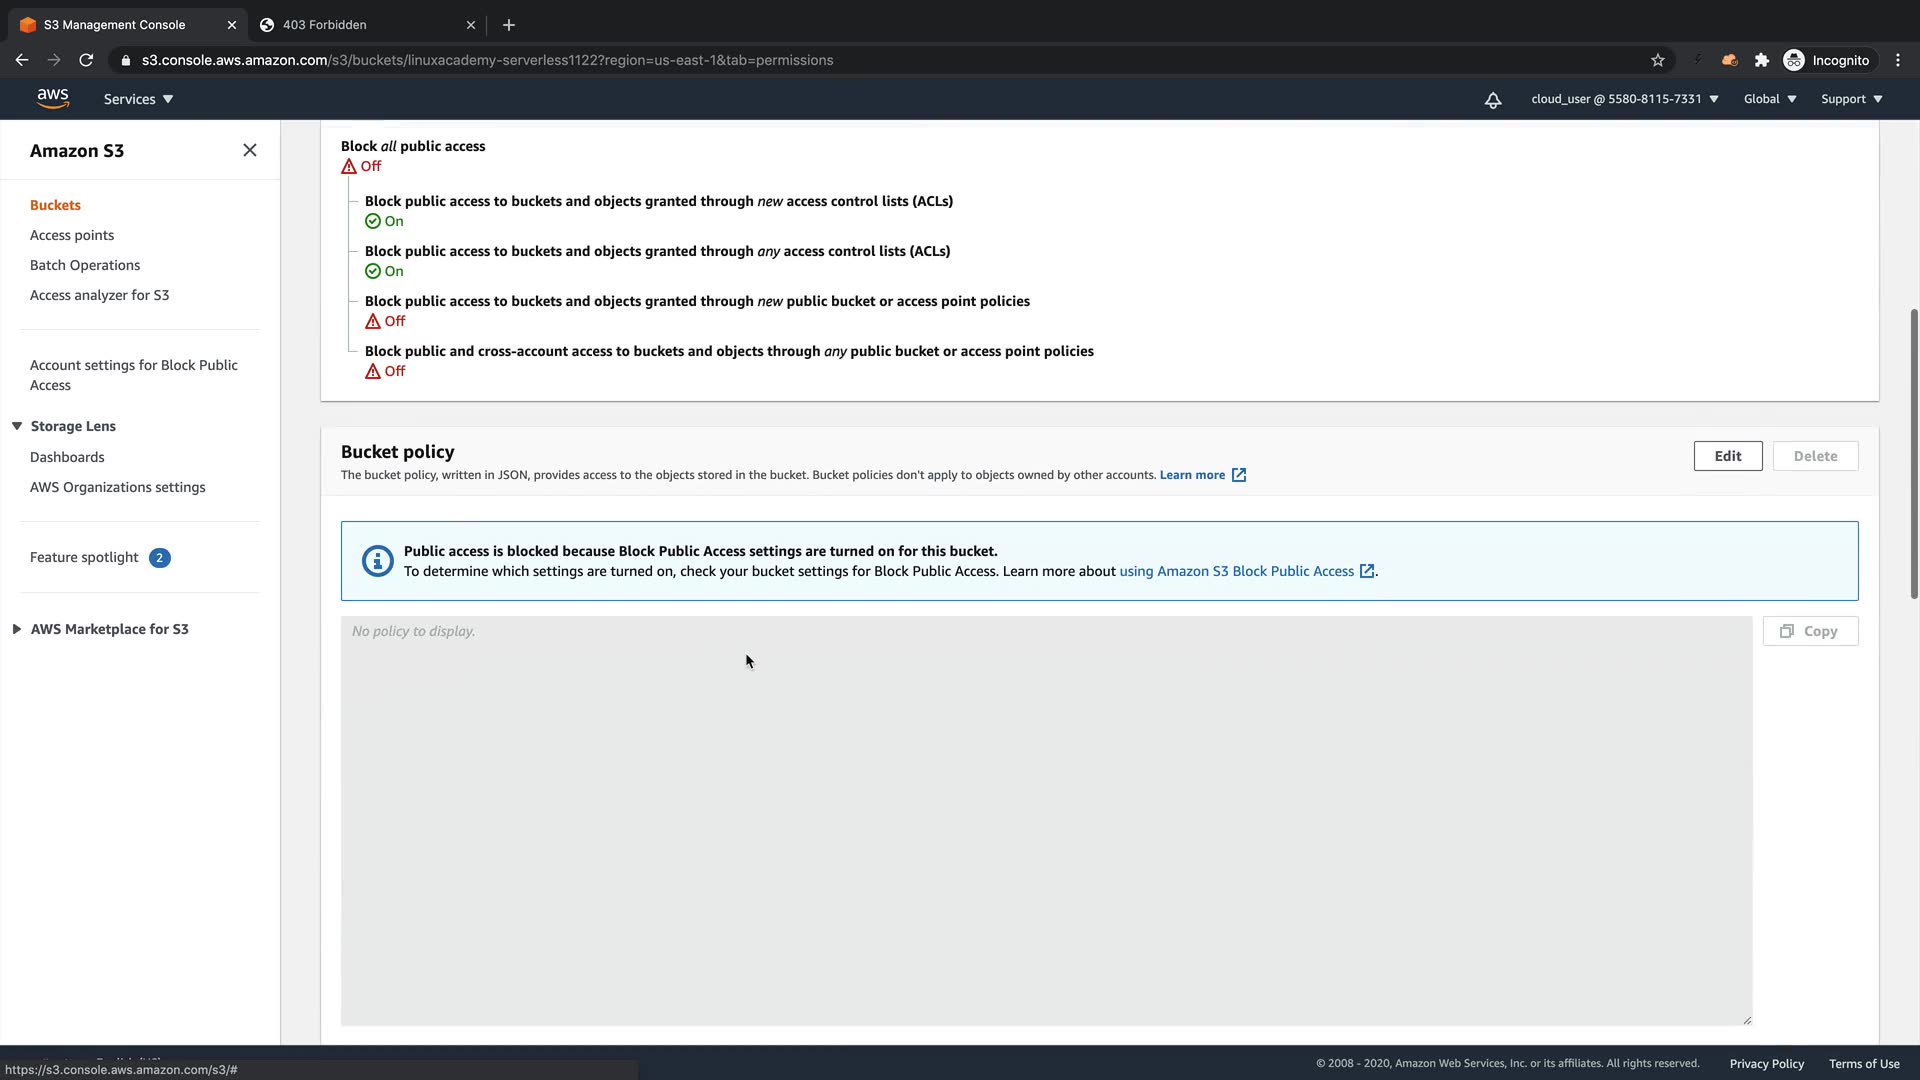 S3 Management Console
403 Forbidden
s3.console.aws.amazon.com/s3/buckets/linuxacademy-serverless1122?region=us-east-1&tab=permissions
Incognito
aws
Services
cloud_user @ 5580-8115-7331
Global
Support
Amazon S3
Buckets
Access points
Batch Operations
Access analyzer for S3
Account settings for Block Public
Access
Storage Lens
Dashboards
AWS Organizations settings
Feature spotlight 2
AWS Marketplace for S3
Block all public access
Off
Block public access to buckets and objects granted through new access control lists (ACLs)
On
Block public access to buckets and objects granted through any access control lists (ACLs)
On
Block public access to buckets and objects granted through new public bucket or access point policies
Off
Block public and cross-account access to buckets and objects through any public bucket or access point policies
Off
Bucket policy
The bucket policy, written in JSON, provides access to the objects stored in the bucket. Bucket policies don't apply to objects owned by other accounts. Learn more
Edit
Delete
Public access is blocked because Block Public Access settings are turned on for this bucket.
To determine which settings are turned on, check your bucket settings for Block Public Access. Learn more about using Amazon S3 Block Public Access.
No policy to display.
Copy
https://s3.console.aws.amazon.com/s3/#
© 2008 - 2020, Amazon Web Services, Inc. or its affiliates. All rights reserved.
Privacy Policy
Terms of Use